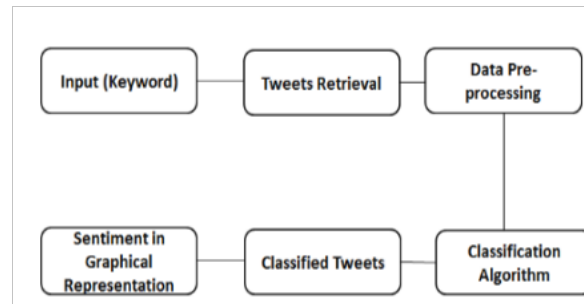 Input (Keyword)
Tweets Retrieval
Data Pre-
processing
Sentiment in
Graphical
Representation
Classified Tweets
Classification
Algorithm